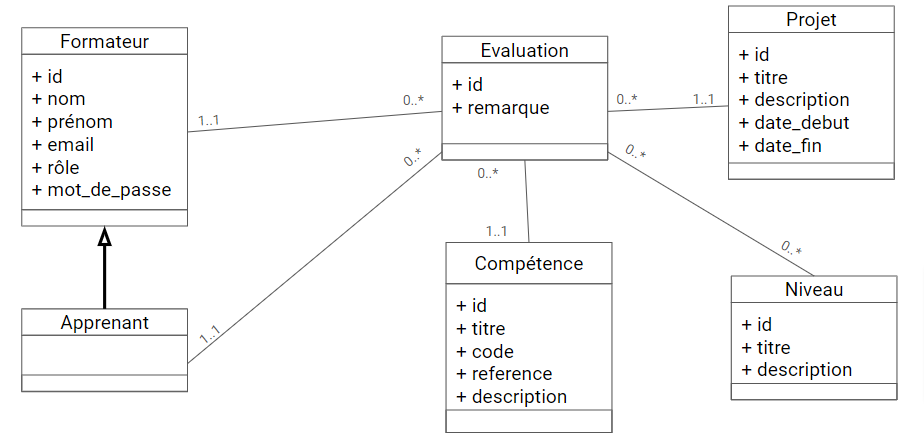 Formateur
+ id
+ nom
+ prénom
+ email
+ rôle
+ mot_de_passe
1..1
0..*
Evaluation
+ id
+ remarque
0..*
1..1
Projet
+ id
+ titre
+ description
+ date_debut
+ date_fin
0..*
1..1
Apprenant
0..*
1..1
Compétence
+ id
+ titre
+ code
+ reference
+ description
0..*
0..*
Niveau
+ id
+ titre
+ description